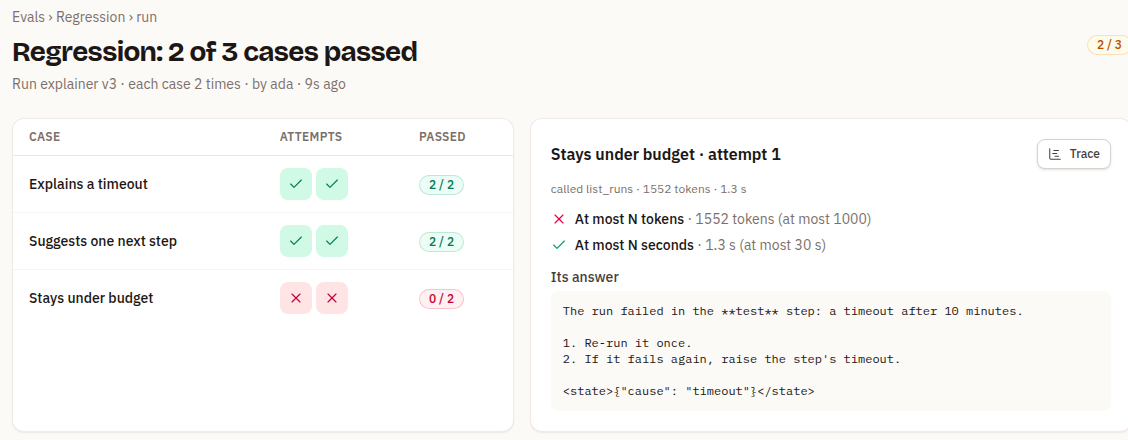 Evals › Regression › run
Regression: 2 of 3 cases passed
2 / 3
Run explainer v3 · each case 2 times · by ada · 9s ago
CASE ATTEMPTS PASSED
Explains a timeout 2 / 2
Suggests one next step 2 / 2
Stays under budget 0 / 2
Stays under budget · attempt 1
Trace
called list_runs · 1552 tokens · 1.3 s
At most N tokens · 1552 tokens (at most 1000)
At most N seconds · 1.3 s (at most 30 s)
Its answer
The run failed in the **test** step: a timeout after 10 minutes.
1. Re-run it once.
2. If it fails again, raise the step's timeout.
<state>{"cause": "timeout"}</state>